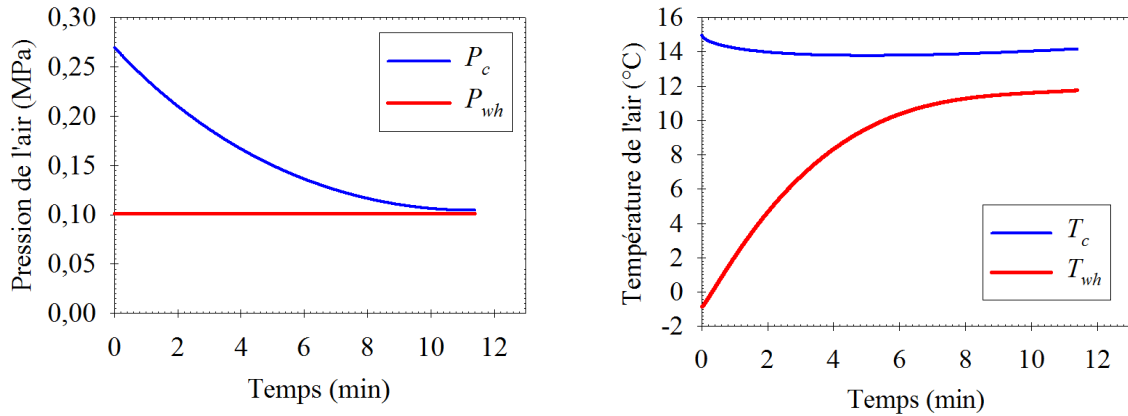 Pression de l'air (MPa)
0,30
0,25
0,20
0,15
0,10
0,05
0,00
P_c
P_wh
0 2 4 6 8 10 12
Temps (min)
Température de l'air (°C)
16
14
12
10
8
6
4
2
0
-2
T_c
T_wh
0 2 4 6 8 10 12
Temps (min)